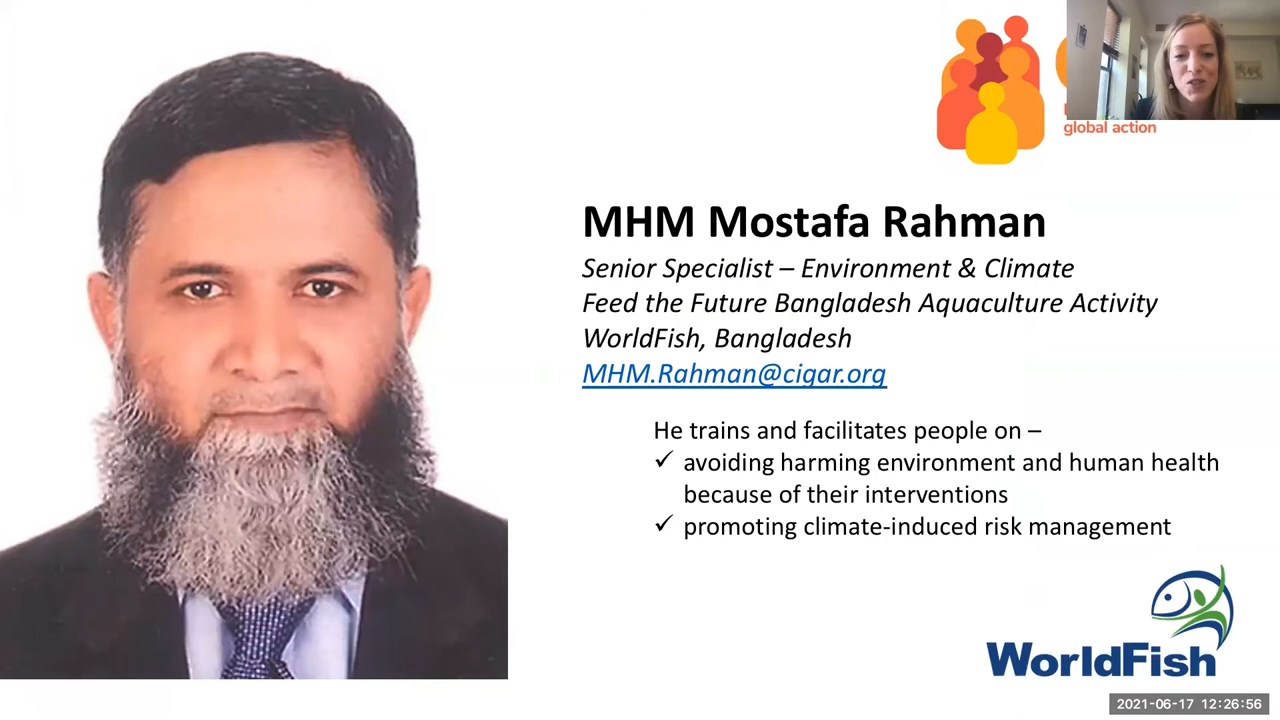 global action
MHM Mostafa Rahman
Senior Specialist – Environment & Climate
Feed the Future Bangladesh Aquaculture Activity
WorldFish, Bangladesh
MHM.Rahman@cigar.org
He trains and facilitates people on –
✓ avoiding harming environment and human health
because of their interventions
✓ promoting climate-induced risk management
WorldFish
2021-06-17 12:26:56